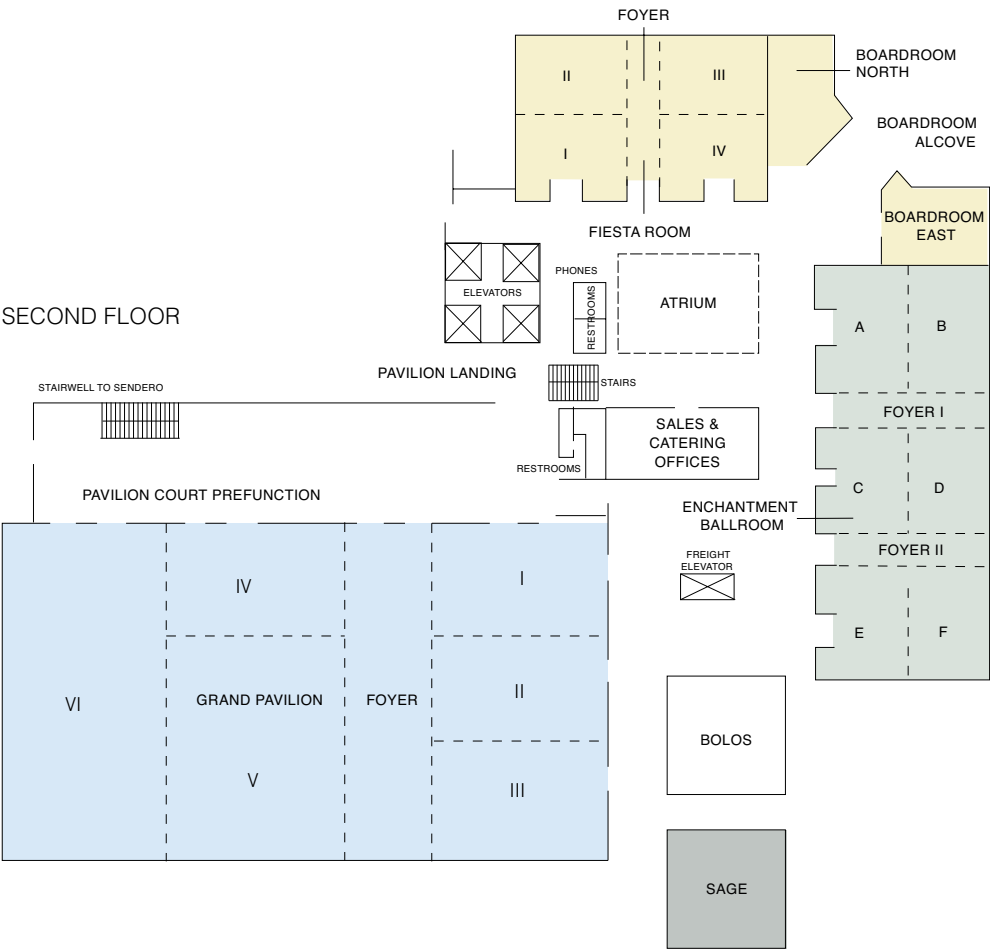 FOYER
II
III
BOARDROOM
NORTH
I
IV
BOARDROOM
ALCOVE
BOARDROOM
EAST
FIESTA ROOM
PHONES
ELEVATORS
RESTROOMS
ATRIUM
A
B
SECOND FLOOR
PAVILION LANDING
STAIRS
STAIRWELL TO SENDERO
FOYER I
SALES &
CATERING
OFFICES
RESTROOMS
PAVILION COURT PREFUNCTION
C
D
ENCHANTMENT
BALLROOM
FOYER II
FREIGHT
ELEVATOR
IV
I
E
F
VI
GRAND PAVILION
FOYER
II
BOLOS
V
III
SAGE